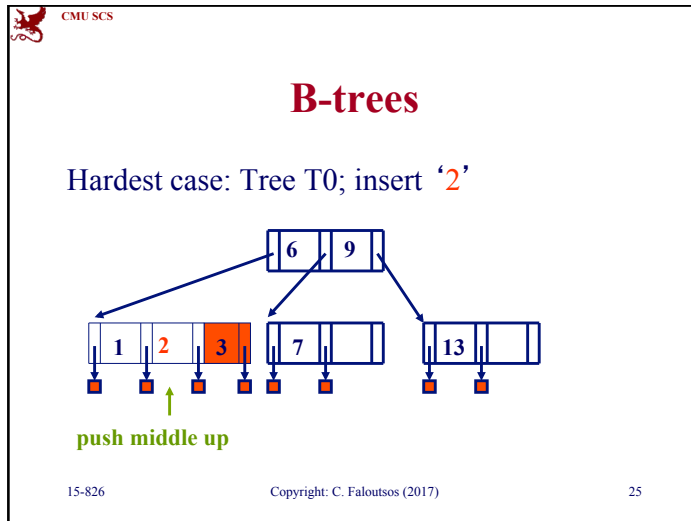 CMU SCS
B-trees
Hardest case: Tree T0; insert ‘2’
6 9
1 2 3 7 13
push middle up
15-826 Copyright: C. Faloutsos (2017) 25